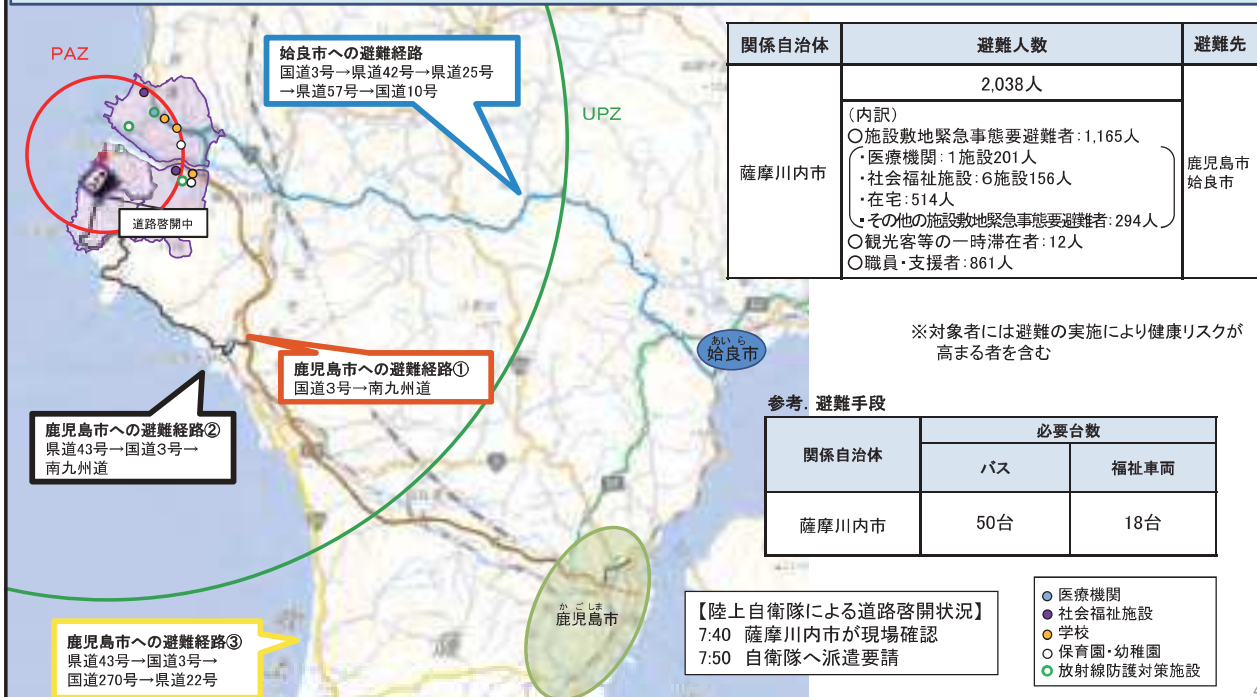 PAZ
UPZ
始良市への避難経路
国道3号→県道42号→県道25号
→県道57号→国道10号
道路啓開中
鹿児島市への避難経路①
国道3号→南九州道
鹿児島市への避難経路②
県道43号→国道3号→
南九州道
鹿児島市への避難経路③
県道43号→国道3号→
国道270号→県道22号
あいら
姶良市
かごしま
鹿児島市
関係自治体
避難人数
避難先
薩摩川内市
2,038人
(内訳)
○施設敷地緊急事態要避難者:1,165人
・医療機関:1施設201人
・社会福祉施設:6施設156人
・在宅:514人
・その他の施設敷地緊急事態要避難者:294人
○観光客等の一時滞在者:12人
○職員・支援者:861人
鹿児島市
姶良市
※対象者には避難の実施により健康リスクが
高まる者を含む
参考.避難手段
関係自治体
必要台数
バス
福祉車両
薩摩川内市
50台
18台
【陸上自衛隊による道路啓開状況】
7:40 薩摩川内市が現場確認
7:50 自衛隊へ派遣要請
医療機関
社会福祉施設
学校
保育園・幼稚園
放射線防護対策施設